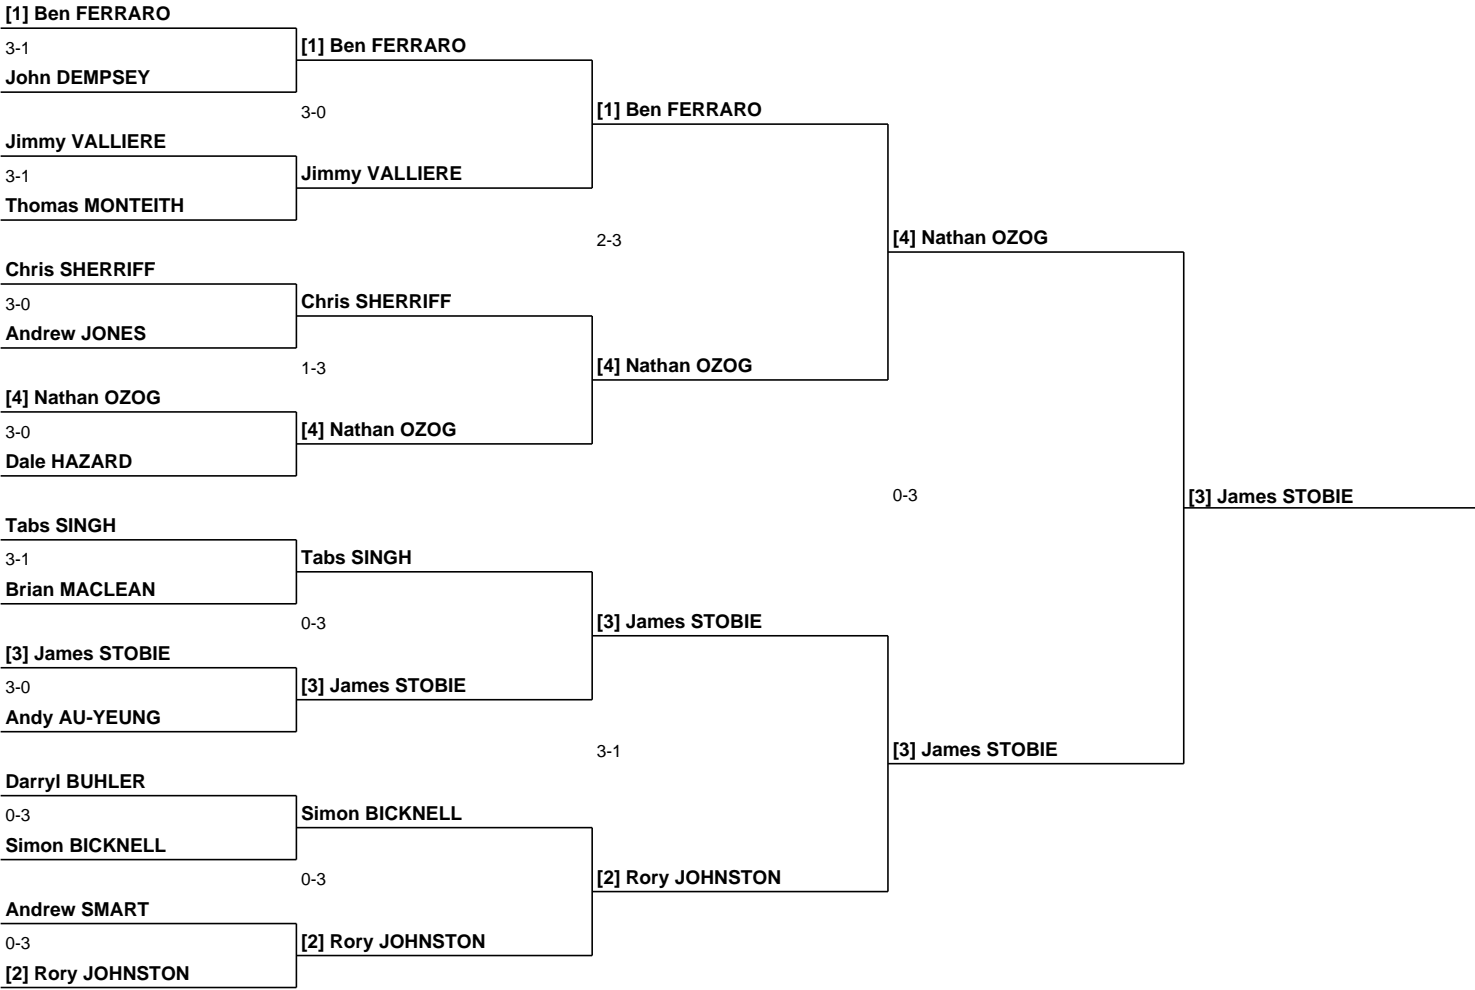 [1] Ben FERRARO
3-1
John DEMPSEY
Jimmy VALLIERE
3-1
Thomas MONTEITH
Chris SHERRIFF
3-0
Andrew JONES
[4] Nathan OZOG
3-0
Dale HAZARD
Tabs SINGH
3-1
Brian MACLEAN
[3] James STOBIE
3-0
Andy AU-YEUNG
Darryl BUHLER
0-3
Simon BICKNELL
Andrew SMART
0-3
[2] Rory JOHNSTON
[1] Ben FERRARO
3-0
Jimmy VALLIERE
Chris SHERRIFF
1-3
[4] Nathan OZOG
Tabs SINGH
0-3
[3] James STOBIE
Simon BICKNELL
0-3
[2] Rory JOHNSTON
[1] Ben FERRARO
2-3
[4] Nathan OZOG
[3] James STOBIE
3-1
[2] Rory JOHNSTON
[4] Nathan OZOG
0-3
[3] James STOBIE
[3] James STOBIE